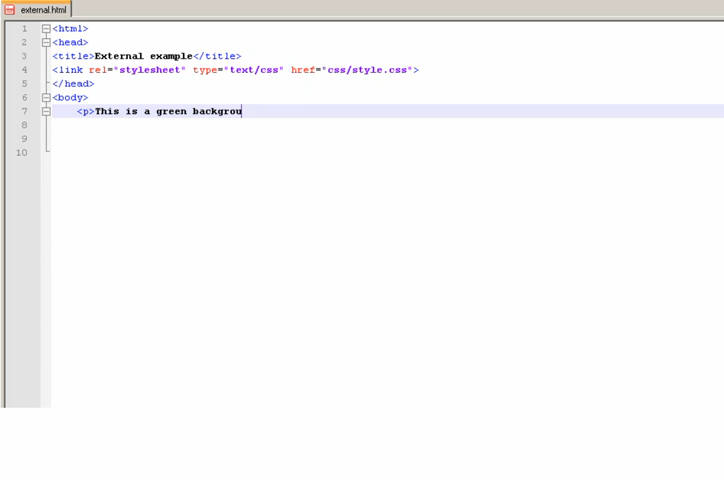 external.html
1 <html>
2 <head>
3 <title>External example</title>
4 <link rel="stylesheet" type="text/css" href="css/style.css">
5 </head>
6 <body>
7 <p>This is a green backgrou
8
9
10